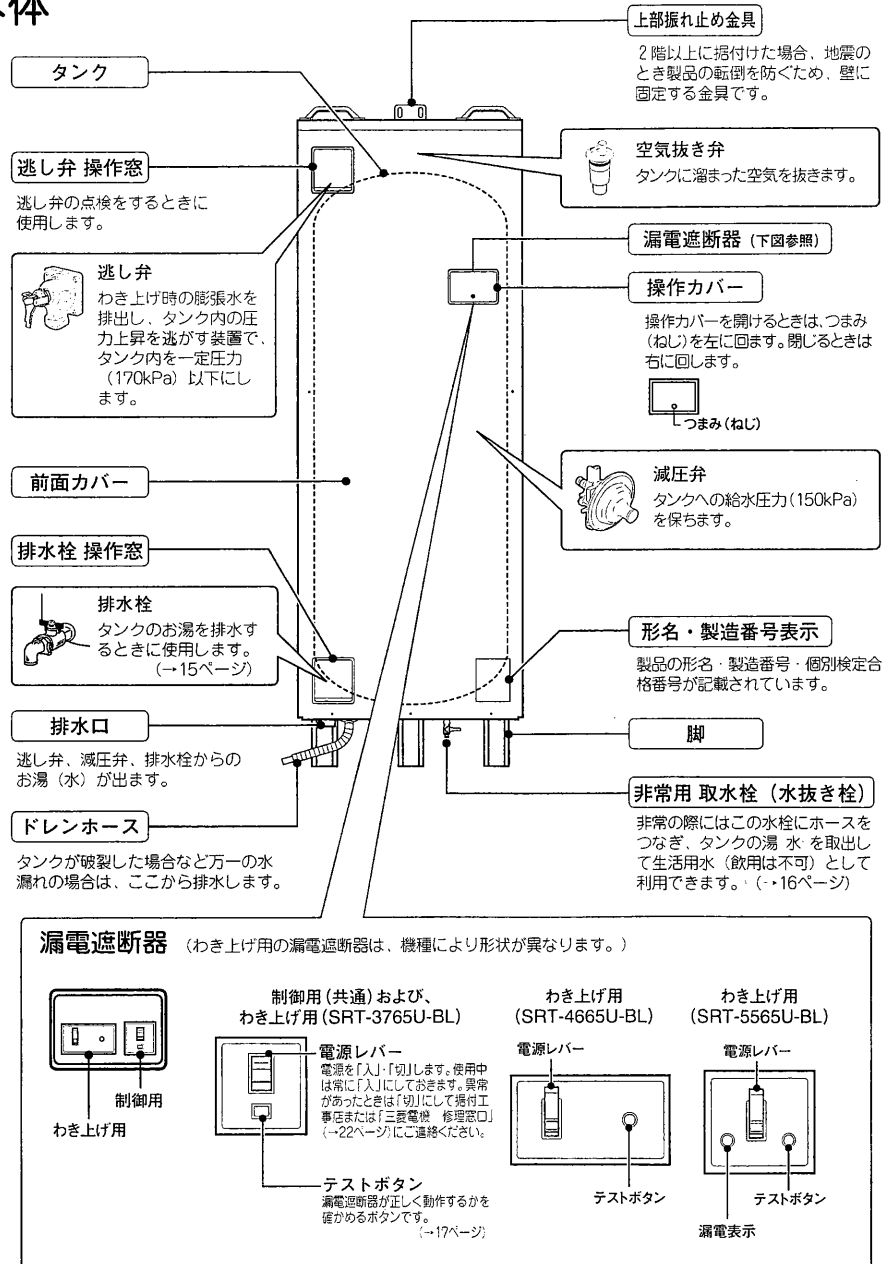 体
上部振れ止め金具
2階以上に据付けた場合、地震の
とき製品の転倒を防ぐため、壁に
固定する金具です。
タンク
空気抜き弁
タンクに溜まった空気を抜きます。
逃し弁 操作窓
逃し弁の点検をするときに
使用します。
漏電遮断器 (下図参照)
逃し弁
わき上げ時の膨張水を
排出し、タンク内の圧
力上昇を逃がす装置で、
タンク内を一定圧力
(170kPa) 以下にし
ます。
操作カバー
操作カバーを開けるときは、つまみ
(ねじ)を左に回ます。閉じるときは
右に回します。
つまみ(ねじ)
前面カバー
減圧弁
タンクへの給水圧力(150kPa)
を保ちます。
排水栓 操作窓
排水栓
タンクのお湯を排水す
るときに使用します。
(→15ページ)
形名・製造番号表示
製品の形名・製造番号・個別検定合
格番号が記載されています。
排水口
逃し弁、減圧弁、排水栓からの
お湯(水)が出ます。
脚
ドレンホース
タンクが破裂した場合など万一の水
漏れの場合は、ここから排水します。
非常用 取水栓(水抜き栓)
非常の際にはこの水栓にホースを
つなぎ、タンクの湯 水 を取出し
て生活用水(飲用は不可)として
利用できます。(→16ページ)
漏電遮断器 (わき上げ用の漏電遮断器は、機種により形状が異なります。)
制御用
わき上げ用
制御用(共通)および、
わき上げ用(SRT-3765U-BL)
電源レバー
電源を「入」・「切」します。使用中
は常に「入」にしておきます。異常
があったときは「切」にして据付工
事店または「三菱電機 修理窓口」
(→22ページ)にご連絡ください。
テストボタン
漏電遮断器が正しく動作するかを
確かめるボタンです。
(→17ページ)
わき上げ用
(SRT-4665U-BL)
電源レバー
テストボタン
わき上げ用
(SRT-5565U-BL)
電源レバー
テストボタン
漏電表示